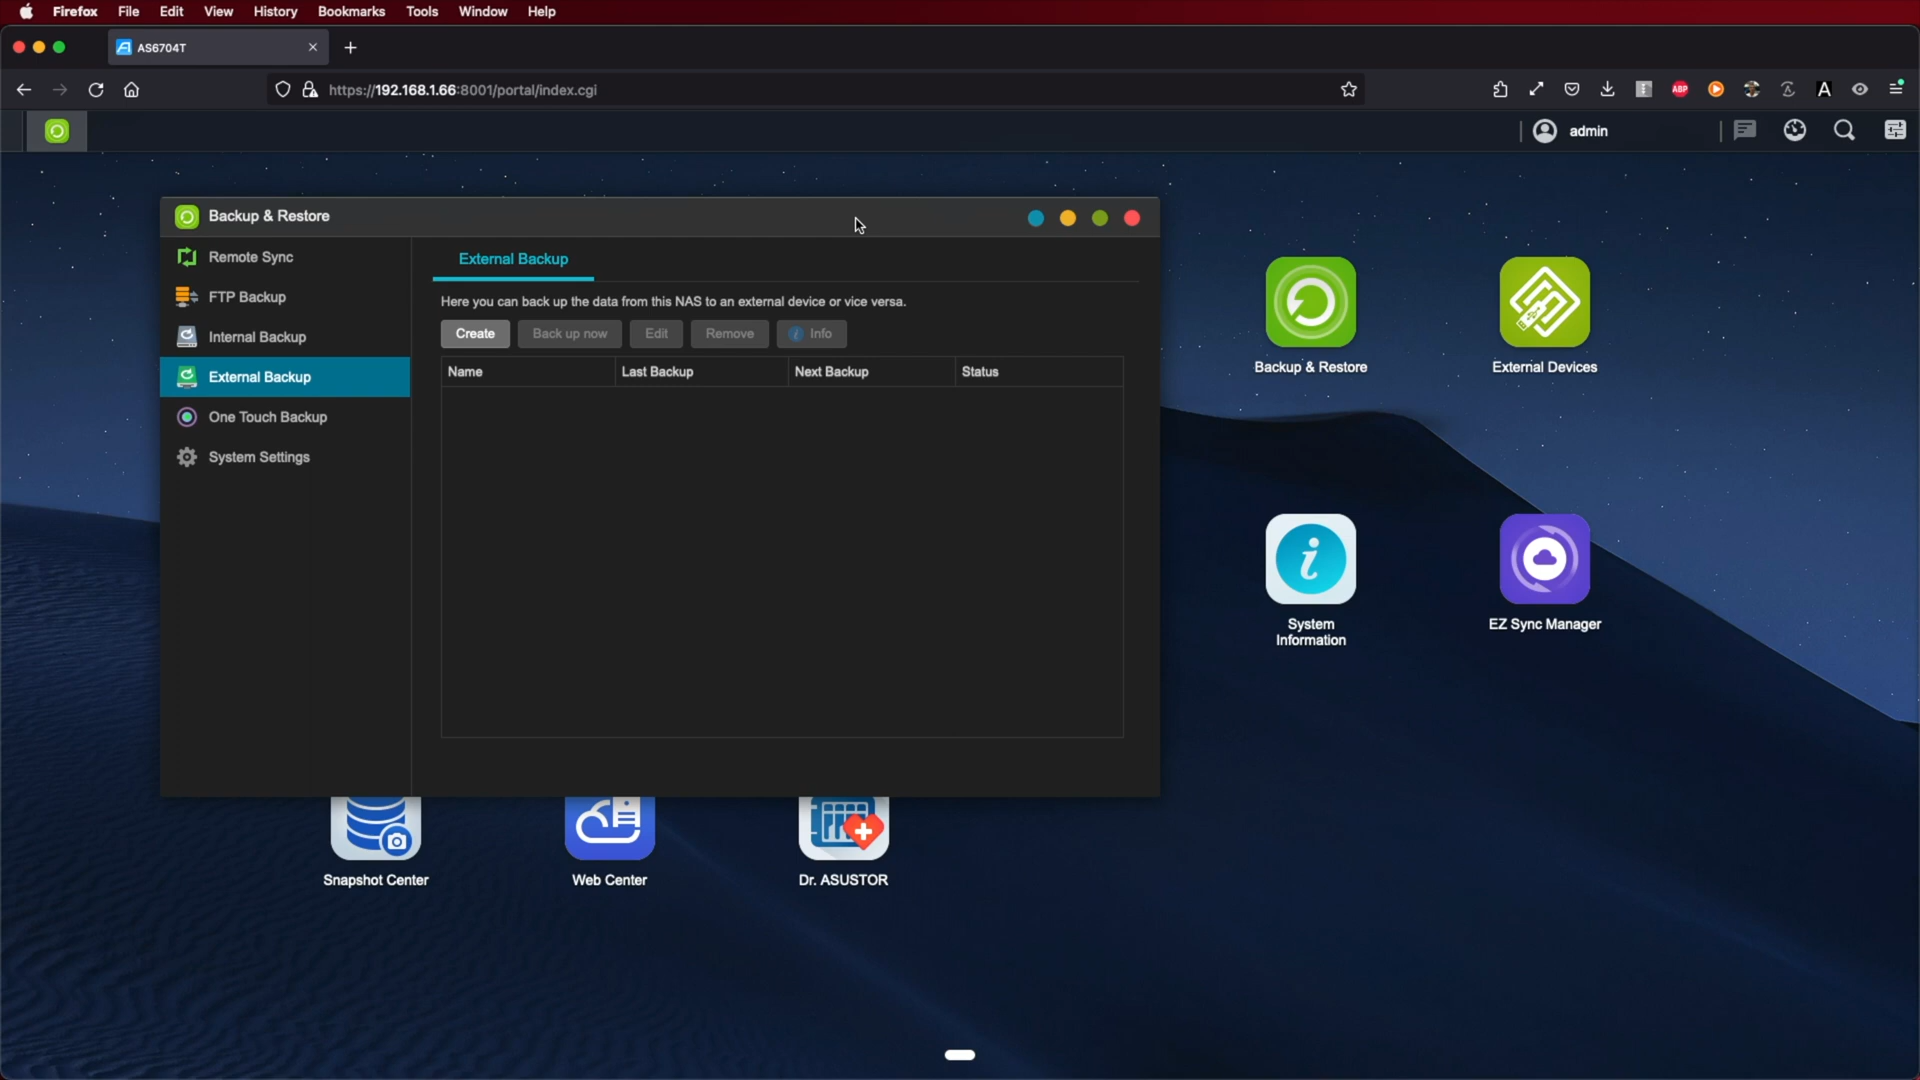 Firefox File Edit View History Bookmarks Tools Window Help
AS6704T
https://192.168.1.66:8001/portal/index.cgi
ABP
A
admin
Backup & Restore
Remote Sync
FTP Backup
Internal Backup
External Backup
One Touch Backup
System Settings
External Backup
Here you can back up the data from this NAS to an external device or vice versa.
Create Back up now Edit Remove Info
Name Last Backup Next Backup Status
Backup & Restore
External Devices
System
Information
EZ Sync Manager
Snapshot Center
Web Center
Dr. ASUSTOR